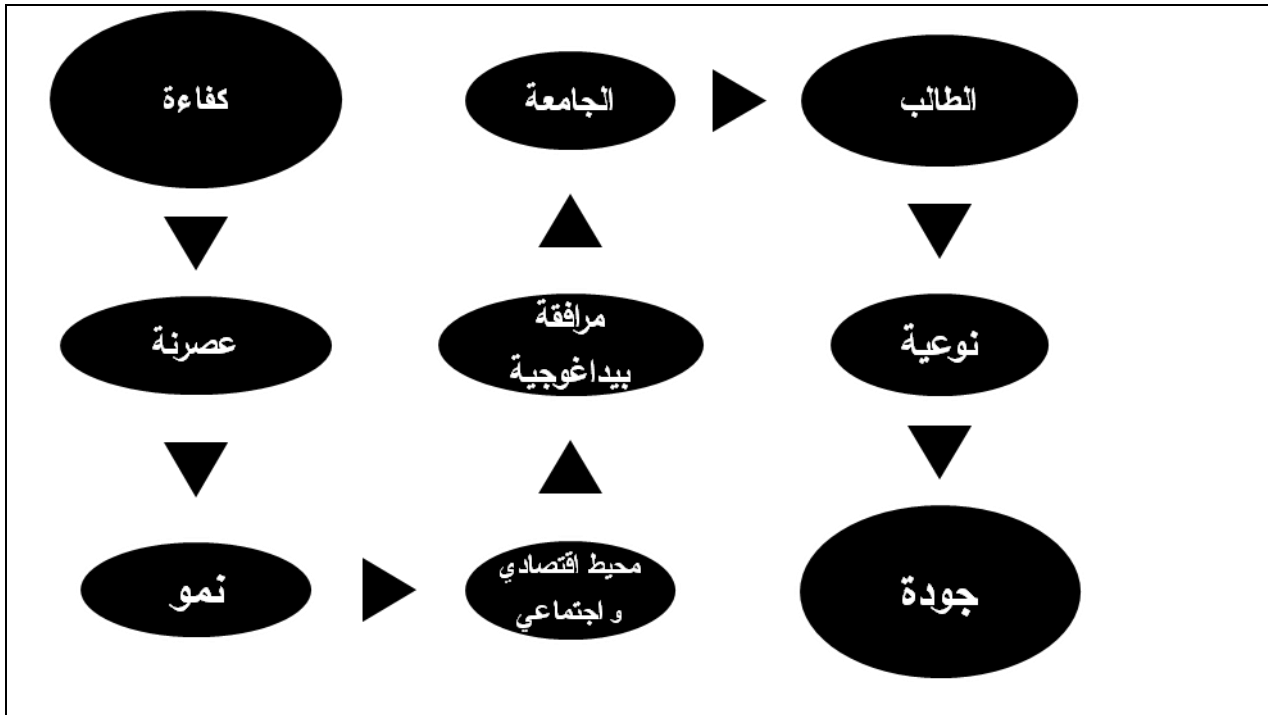 كفاءة
عصرنة
نمو
محيط اقتصادي
و اجتماعي
مرافقة
بيداغوجية
الجامعة
الطالب
نوعية
جودة